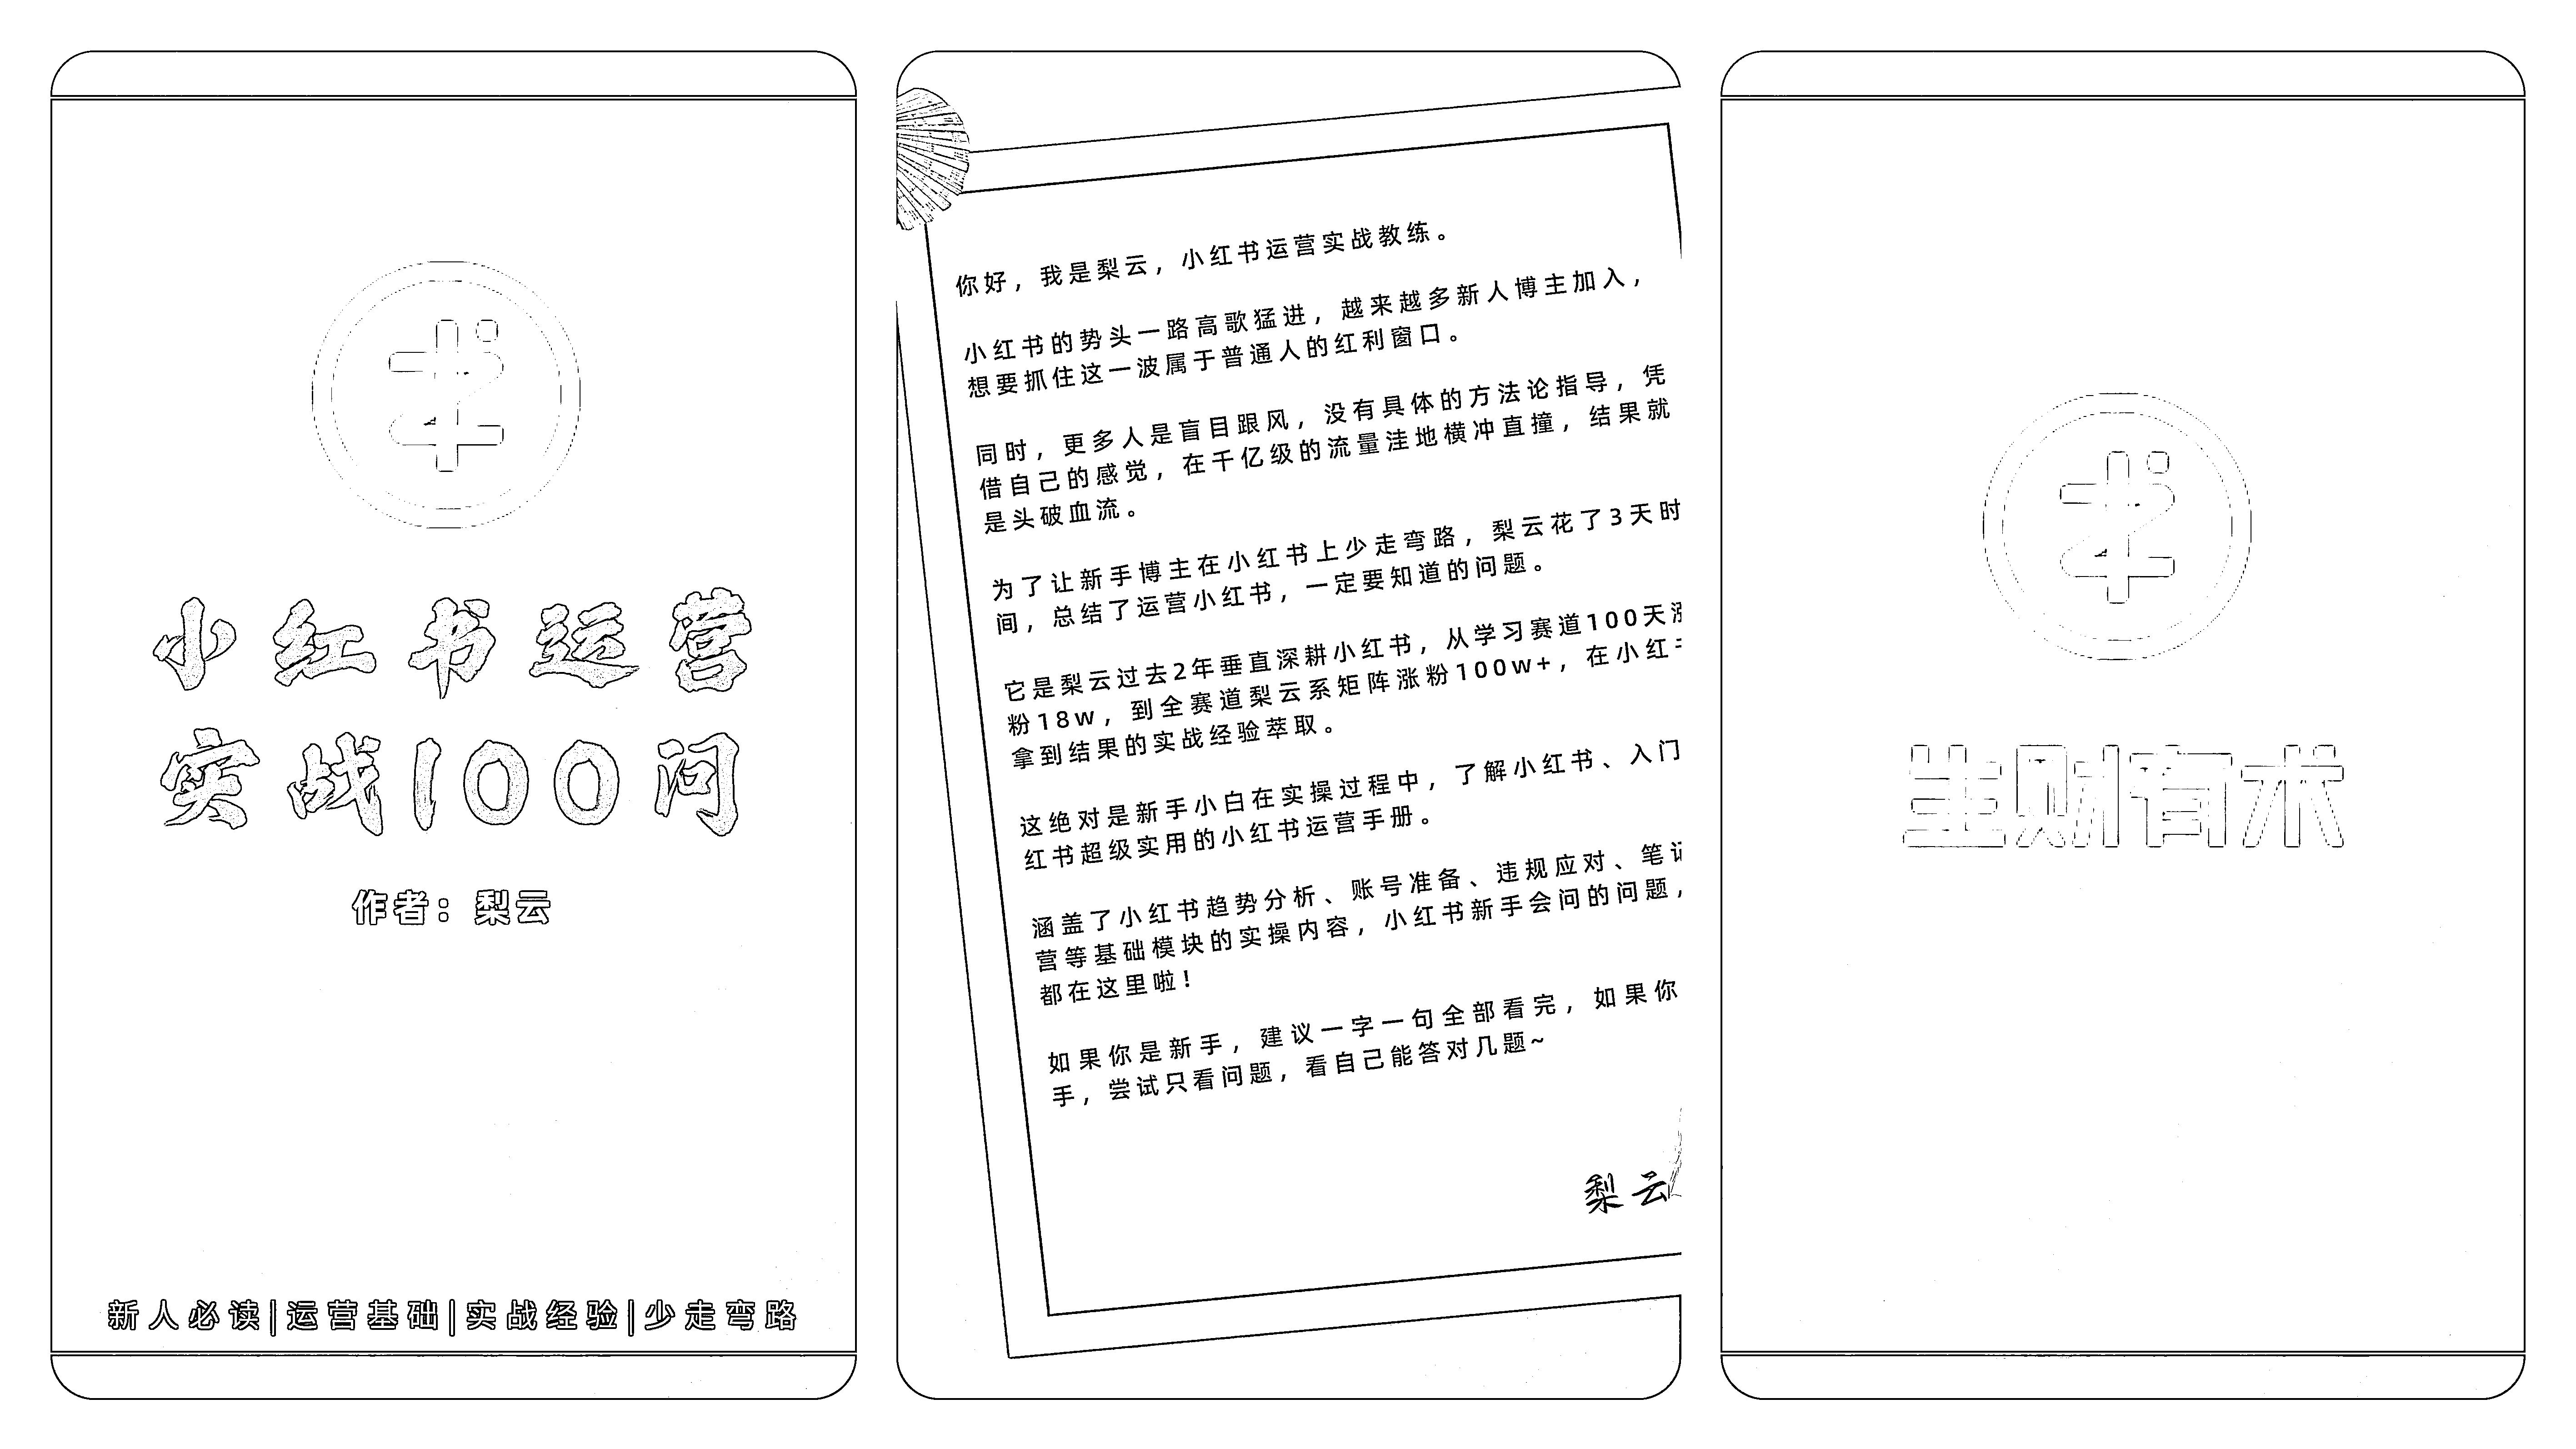 小红书运营
实战100问
作者：梨云
新人必读|运营基础|实战经验|少走弯路
你好，我是梨云，小红书运营实战教练。
小红书的势头一路高歌猛进，越来越多新人博主加入，
想要抓住这一波属于普通人的红利窗口。
同时，更多人是盲目跟风，没有具体的方法论指导，凭
借自己的感觉，在千亿级的流量洼地横冲直撞，结果就
是头破血流。
为了让新手博主在小红书上少走弯路，梨云花了3天时
间，总结了运营小红书，一定要知道的问题。
它是梨云过去2年垂直深耕小红书，从学习赛道100天涨
粉18w，到全赛道梨云系矩阵涨粉100w+，在小红
拿到结果的实战经验萃取。
这绝对是新手小白在实操过程中，了解小红书、入门
红书超级实用的小红书运营手册。
涵盖了小红书趋势分析、账号准备、违规应对、笔记
营等基础模块的实操内容，小红书新手会问的问题，
都在这里啦！
如果你是新手，建议一字一句全部看完，如果你
手，尝试只看问题，看自己能答对几题~
梨云
生财有术